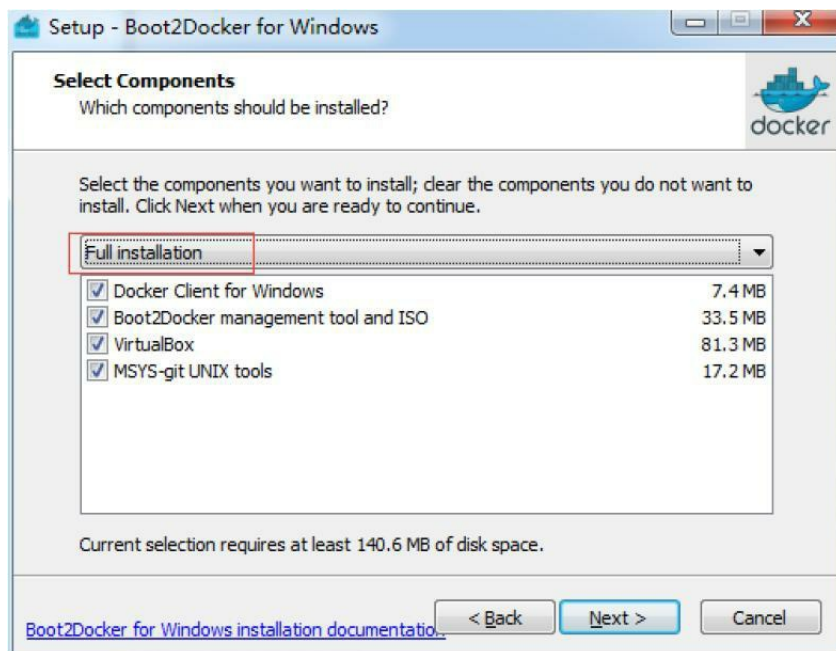 Setup - Boot2Docker for Windows
Select Components
Which components should be installed?
docker
Select the components you want to install; clear the components you do not want to
install. Click Next when you are ready to continue.
Full installation
Docker Client for Windows 7.4 MB
Boot2Docker management tool and ISO 33.5 MB
VirtualBox 81.3 MB
MSYS-git UNIX tools 17.2 MB
Current selection requires at least 140.6 MB of disk space.
Boot2Docker for Windows installation documentation
< Back Next > Cancel